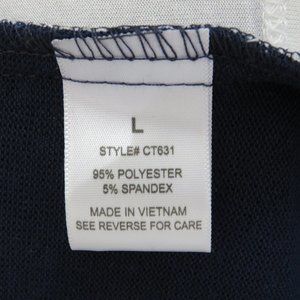 L
STYLE# CT631
95% POLYESTER
5% SPANDEX
MADE IN VIETNAM
SEE REVERSE FOR CARE